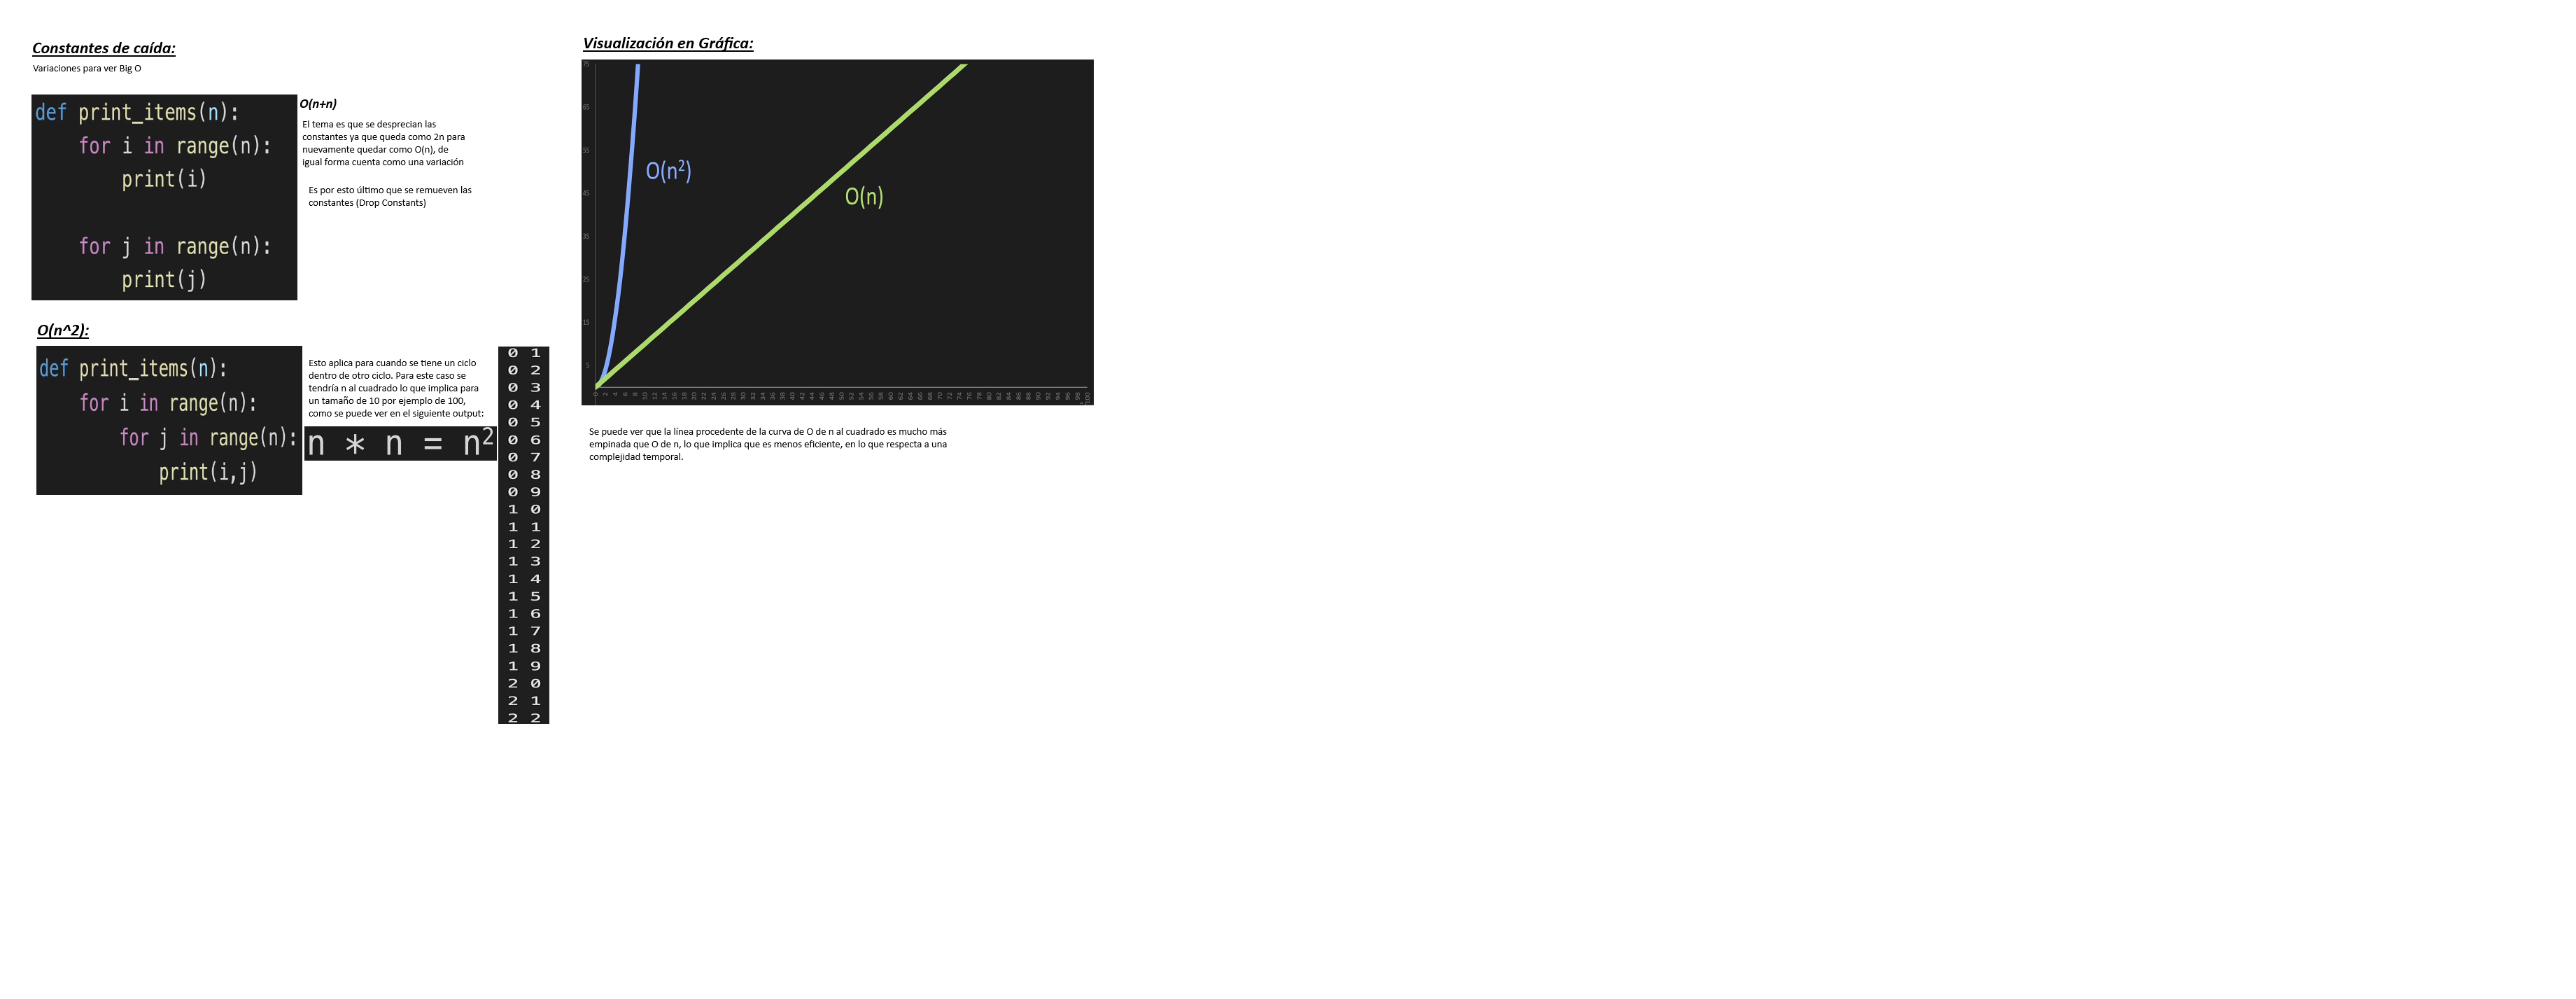 Constantes de caída:
Variaciones para ver Big O
def print_items(n):
    for i in range(n):
        print(i)
    for j in range(n):
        print(j)
O(n+n)
El tema es que se desprecian las
constantes ya que queda como 2n para
nuevamente quedar como O(n), de
igual forma cuenta como una variación
Es por esto último que se remueven las
constantes (Drop Constants)
O(n^2):
def print_items(n):
    for i in range(n):
        for j in range(n):
            print(i,j)
Esto aplica para cuando se tiene un ciclo
dentro de otro ciclo. Para este caso se
tendría n al cuadrado lo que implica para
un tamaño de 10 por ejemplo de 100,
como se puede ver en el siguiente output:
n * n = n²
0 1
0 2
0 3
0 4
0 5
0 6
0 7
0 8
0 9
1 0
1 1
1 2
1 3
1 4
1 5
1 6
1 7
1 8
1 9
2 0
2 1
2 2
Visualización en Gráfica:
75
65
55
45
35
25
15
5
O(n²)
O(n)
0 2 4 6 8 10 12 14 16 18 20 22 24 26 28 30 32 34 36 38 40 42 44 46 48 50 52 54 56 58 60 62 64 66 68 70 72 74 76 78 80 82 84 86 88 90 92 94 96 98 100
Se puede ver que la línea procedente de la curva de O de n al cuadrado es mucho más
empinada que O de n, lo que implica que es menos eficiente, en lo que respecta a una
complejidad temporal.